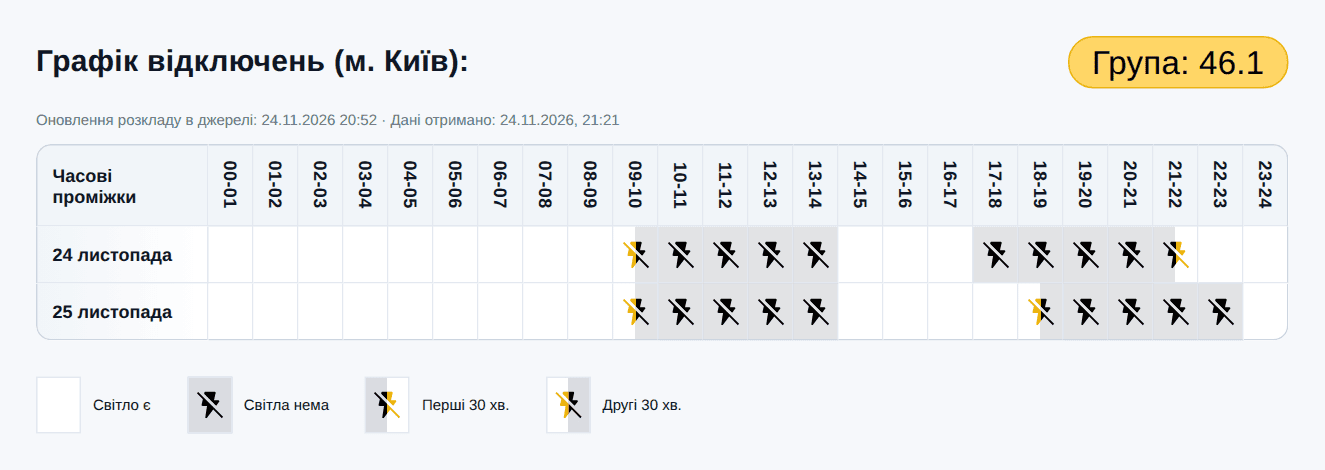 Графік відключень (м. Київ):
Група: 46.1
Оновлення розкладу в джерелі: 24.11.2026 20:52 · Дані отримано: 24.11.2026, 21:21
Часові
проміжки
00-01
01-02
02-03
03-04
04-05
05-06
06-07
07-08
08-09
09-10
10-11
11-12
12-13
13-14
14-15
15-16
16-17
17-18
18-19
19-20
20-21
21-22
22-23
23-24
24 листопада
25 листопада
Світло є
Світла нема
Перші 30 хв.
Другі 30 хв.